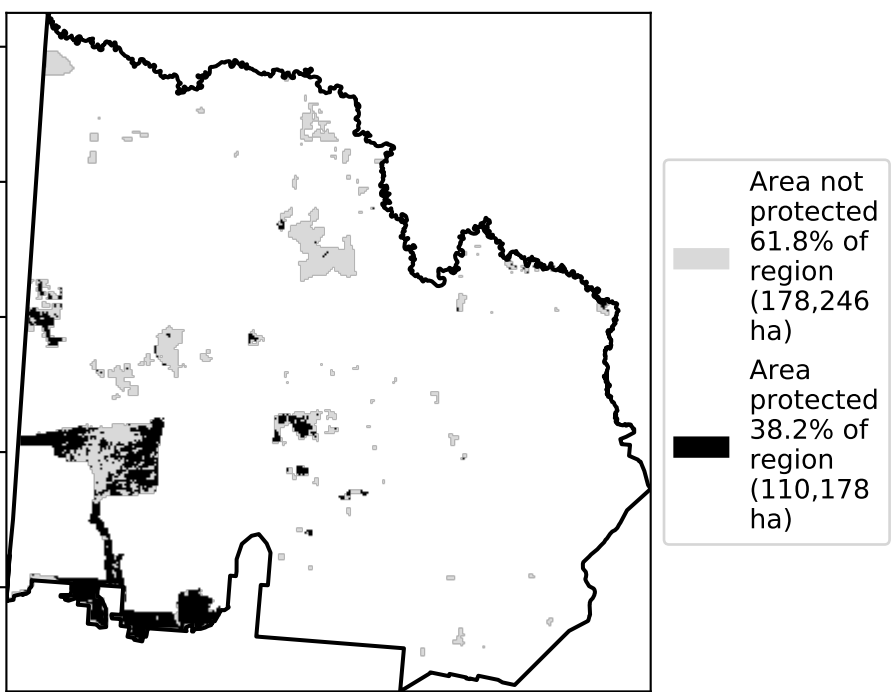 Area not
protected
61.8% of
region
(178,246
ha)
Area
protected
38.2% of
region
(110,178
ha)